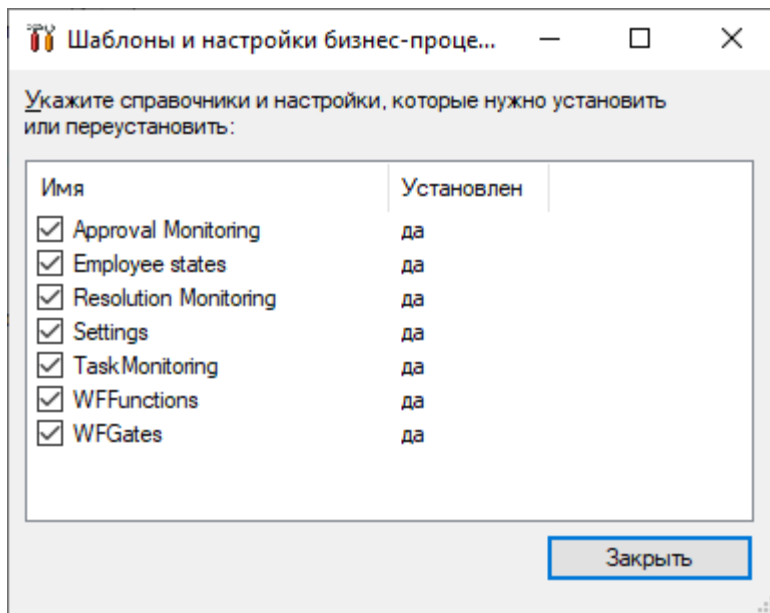 Шаблоны и настройки бизнес-проце...
Укажите справочники и настройки, которые нужно установить
или переустановить:
Имя Установлен
Approval Monitoring да
Employee states да
Resolution Monitoring да
Settings да
TaskMonitoring да
WFFunctions да
WFGates да
Закрыть